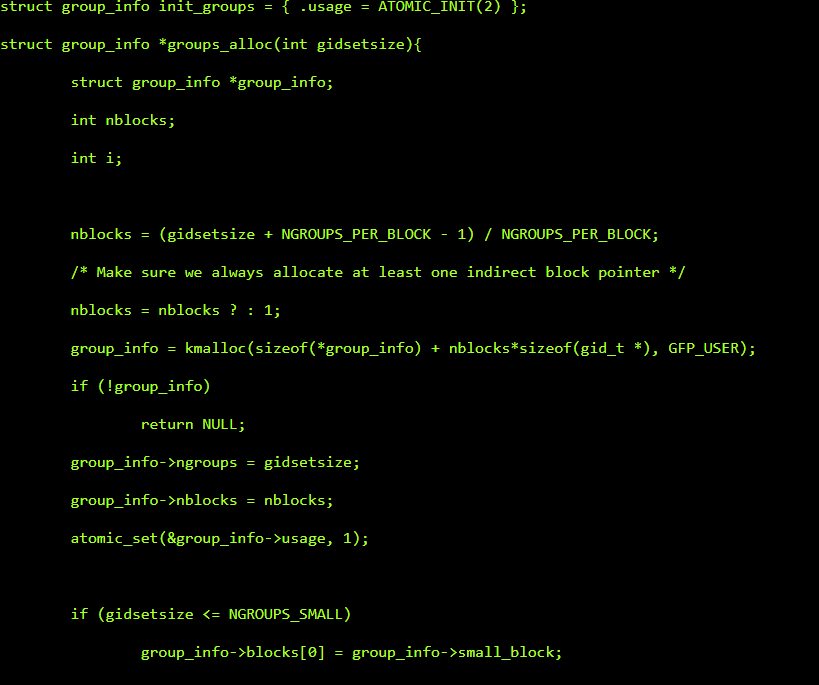 struct group_info init_groups = { .usage = ATOMIC_INIT(2) };
struct group_info *groups_alloc(int gidsetsize){
struct group_info *group_info;
int nblocks;
int i;
nblocks = (gidsetsize + NGROUPS_PER_BLOCK - 1) / NGROUPS_PER_BLOCK;
/* Make sure we always allocate at least one indirect block pointer */
nblocks = nblocks ? : 1;
group_info = kmalloc(sizeof(*group_info) + nblocks*sizeof(gid_t *), GFP_USER);
if (!group_info)
return NULL;
group_info->ngroups = gidsetsize;
group_info->nblocks = nblocks;
atomic_set(&group_info->usage, 1);
if (gidsetsize <= NGROUPS_SMALL)
group_info->blocks[0] = group_info->small_block;